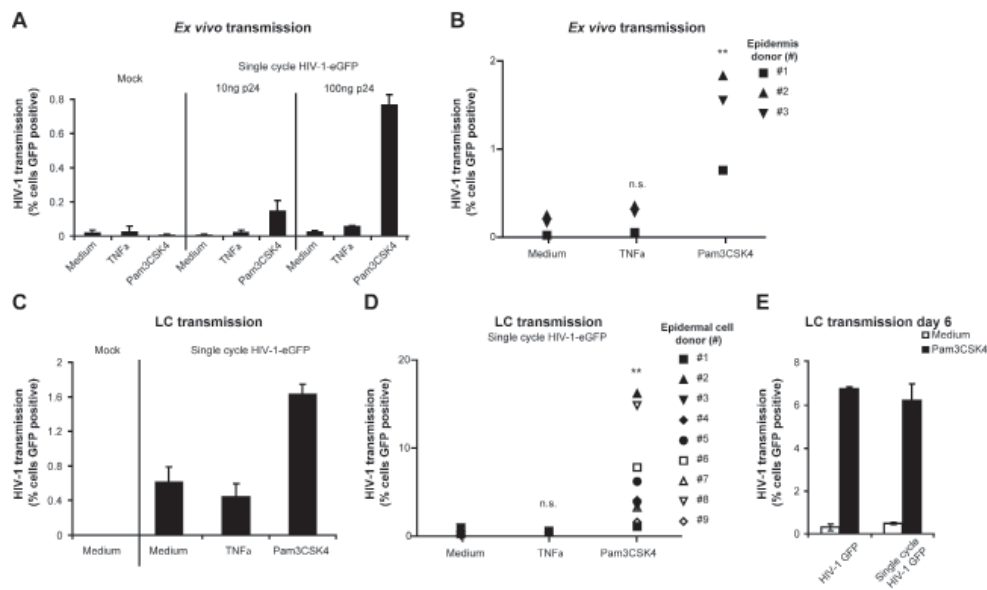 A
Ex vivo transmission
Single cycle HIV-1-eGFP
Mock
10ng p24
100ng p24
HIV-1 transmission
(% cells GFP positive)
0.8
0.6
0.4
0.2
0
Medium
TNFa
Pam3CSK4
Medium
TNFa
Pam3CSK4
Medium
TNFa
Pam3CSK4
B
Ex vivo transmission
HIV-1 transmission
(% cells GFP positive)
2
1
0
n.s.
**
Medium
TNFa
Pam3CSK4
Epidermis
donor (#)
#1
#2
#3
C
LC transmission
Mock
Single cycle HIV-1-eGFP
HIV-1 transmission
(% cells GFP positive)
2
1.6
1.2
0.8
0.4
0
Medium
Medium
TNFa
Pam3CSK4
D
LC transmission
Single cycle HIV-1-eGFP
HIV-1 transmission
(% cells GFP positive)
20
10
0
n.s.
**
Medium
TNFa
Pam3CSK4
Epidermal cell
donor (#)
#1
#2
#3
#4
#5
#6
#7
#8
#9
E
LC transmission day 6
Medium
Pam3CSK4
HIV-1 transmission
(% cells GFP positive)
8
6
4
2
0
HIV-1 GFP
Single cycle
HIV-1 GFP